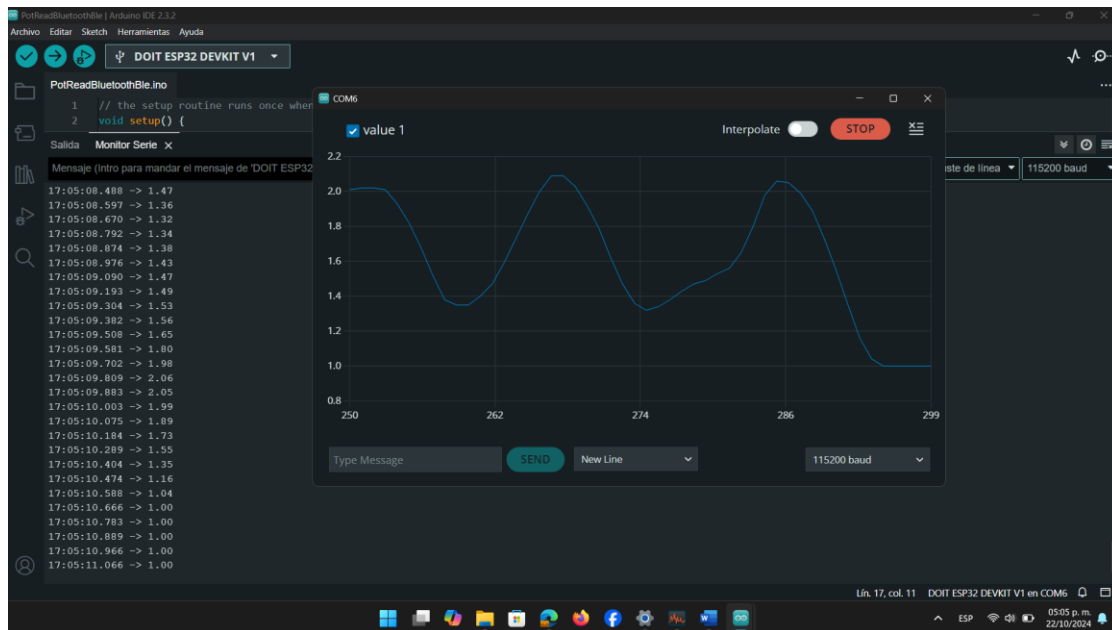 PotReadBluetoothBle | Arduino IDE 2.3.2
Archivo Editar Sketch Herramientas Ayuda
DOIT ESP32 DEVKIT V1
PotReadBluetoothBle.ino
1 // the setup routine runs once when
2 void setup() {
Salida Monitor Serie
Mensaje (Intro para mandar el mensaje de 'DOIT ESP32
de línea 115200 baud
17:05:08.488 -> 1.47
17:05:08.597 -> 1.36
17:05:08.670 -> 1.32
17:05:08.792 -> 1.34
17:05:08.874 -> 1.38
17:05:08.976 -> 1.43
17:05:09.090 -> 1.47
17:05:09.193 -> 1.49
17:05:09.304 -> 1.53
17:05:09.382 -> 1.56
17:05:09.508 -> 1.65
17:05:09.581 -> 1.80
17:05:09.702 -> 1.98
17:05:09.809 -> 2.06
17:05:09.883 -> 2.05
17:05:10.003 -> 1.99
17:05:10.075 -> 1.89
17:05:10.184 -> 1.73
17:05:10.289 -> 1.55
17:05:10.404 -> 1.35
17:05:10.474 -> 1.16
17:05:10.588 -> 1.04
17:05:10.666 -> 1.00
17:05:10.783 -> 1.00
17:05:10.889 -> 1.00
17:05:10.966 -> 1.00
17:05:11.066 -> 1.00
COM6
value 1 Interpolate STOP
2.2
2.0
1.8
1.6
1.4
1.2
1.0
0.8
250 262 274 286 299
Type Message SEND New Line 115200 baud
Lín. 17, col. 11 DOIT ESP32 DEVKIT V1 en COM6
ESP 05:05 p. m.
22/10/2024